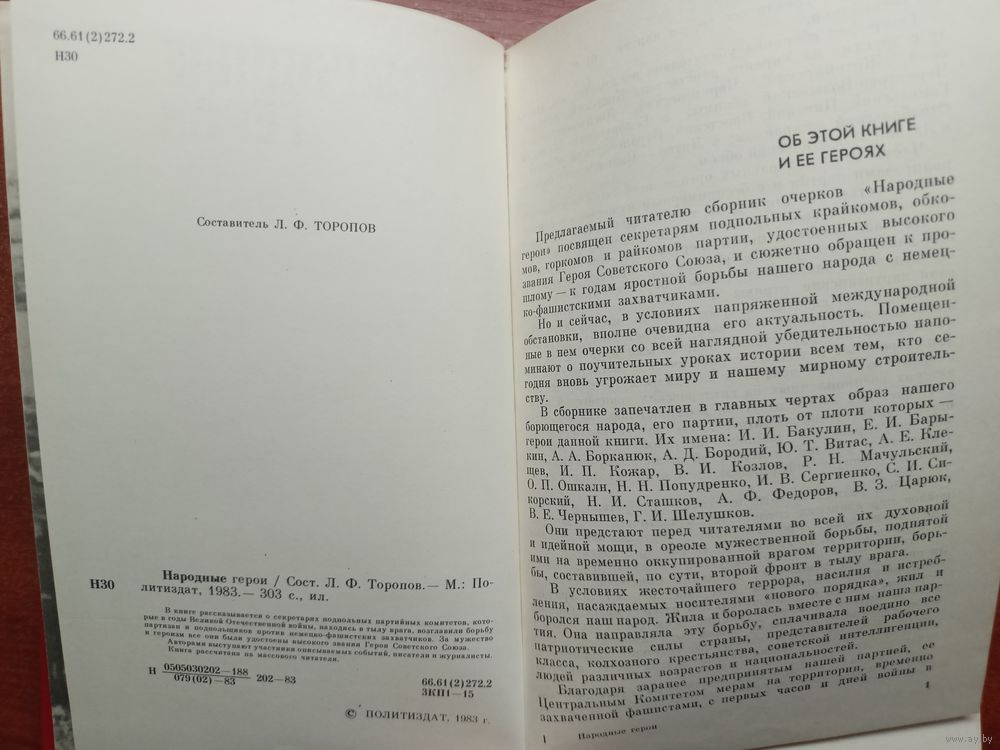 66.61(2)272.2
Н30
Составитель Л. Ф. ТОРОПОВ
Н30
Народные герои / Сост. Л. Ф. Торопов.— М.: По-
литиздат, 1983.— 303 с., ил.
В книге рассказывается о секретарях подпольных партийных комитетов, кото-
рые в годы Великой Отечественной войны, находясь в тылу врага, возглавили борьбу
партизан и подпольщиков против немецко-фашистских захватчиков. За мужество
и героизм все они были удостоены высокого звания Героя Советского Союза.
Авторами выступают участники описываемых событий, писатели и журналисты.
Книга рассчитана на массового читателя.
Н 0505030202—188
079(02)—83
202—83
66.61(2)272.2
3КП1—15
© ПОЛИТИЗДАТ, 1983 г.
ОБ ЭТОЙ КНИГЕ
И ЕЕ ГЕРОЯХ
Предлагаемый читателю сборник очерков «Народные
герои» посвящен секретарям подпольных крайкомов, обко-
мов, горкомов и райкомов партии, удостоенных высокого
звания Героя Советского Союза, и сюжетно обращен к про-
шлому — к годам яростной борьбы нашего народа с немец-
ко-фашистскими захватчиками.
Но и сейчас, в условиях напряженной международной
обстановки, вполне очевидна его актуальность. Помещен-
ные в нем очерки со всей наглядной убедительностью напо-
минают о поучительных уроках истории всем тем, кто се-
годня вновь угрожает миру и нашему мирному строитель-
ству.
В сборнике запечатлен в главных чертах образ нашего
борющегося народа, его партии, плоть от плоти которых —
герои данной книги. Их имена: И. И. Бакулин, Е. И. Бары-
кин, А. А. Борканюк, А. Д. Бородий, Ю. Т. Витас, А. Е. Кле-
щев, И. П. Кожар, В. И. Козлов, Р. Н. Мачульский,
О. П. Ошкалн, Н. Н. Попудренко, И. В. Сергиенко, С. И. Си-
корский, Н. И. Сташков, А. Ф. Федоров, В. З. Царюк,
В. Е. Чернышев, Г. И. Шелушков.
Они предстают перед читателями во всей их духовной
и идейной мощи, в ореоле мужественной борьбы, поднятой
ими на временно оккупированной врагом территории, борь-
бы, составившей, по сути, второй фронт в тылу врага.
В условиях жесточайшего террора, насилия и истреб-
ления, насаждаемых носителями «нового порядка», жил и
боролся наш народ. Жила и боролась вместе с ним наша пар-
тия. Она направляла эту борьбу, сплачивала воедино все
патриотические силы страны, представителей рабочего
класса, колхозного крестьянства, советской интеллигенции,
людей различных возрастов и национальностей.
Благодаря заранее предпринятым нашей партией, ее
Центральным Комитетом мерам на территории, временно
захваченной фашистами, с первых часов и дней войны в
1 Народные герои
1
www.ay.by